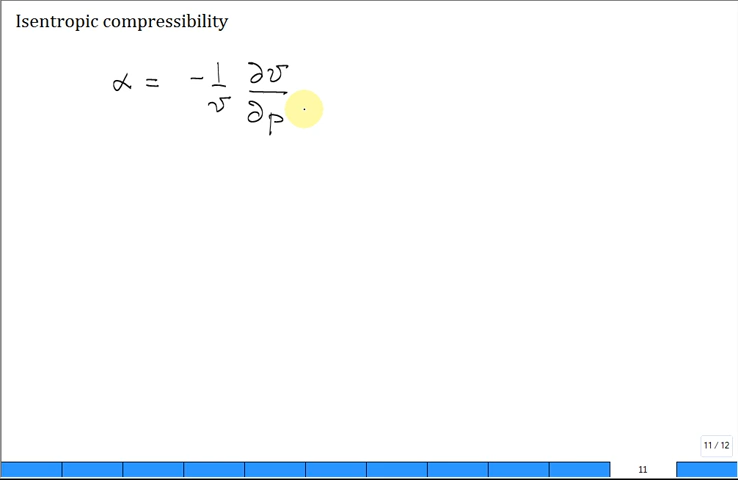 Isentropic compressibility
α = - 1/v ∂v/∂p
11 / 12
11